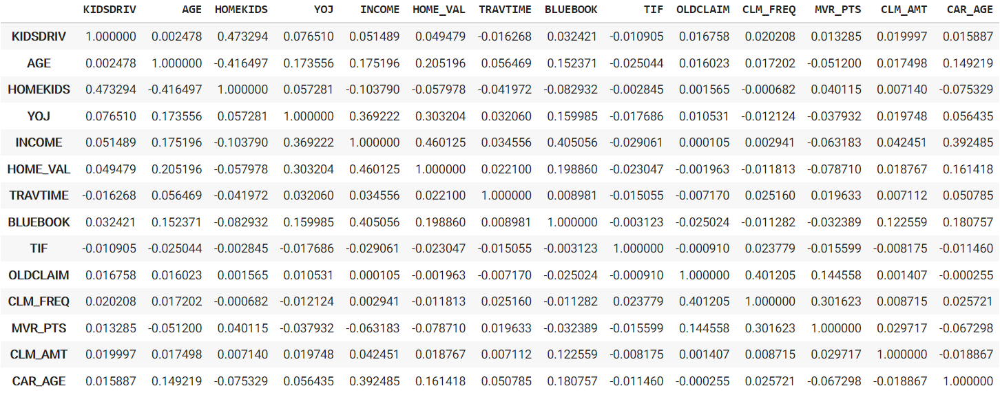 KIDSDRIV AGE HOMEKIDS YOJ INCOME HOME_VAL TRAVTIME BLUEBOOK TIF OLDCLAIM CLM_FREQ MVR_PTS CLM_AMT CAR_AGE
KIDSDRIV 1.000000 0.002478 0.473294 0.076510 0.051489 0.049479 -0.016268 0.032421 -0.010905 0.016758 0.020208 0.013285 0.019997 0.015887
AGE 0.002478 1.000000 -0.416497 0.173556 0.175196 0.205196 0.056469 0.152371 -0.025044 0.016023 0.017202 -0.051200 0.017498 0.149219
HOMEKIDS 0.473294 -0.416497 1.000000 0.057281 -0.103790 -0.057978 -0.041972 -0.082932 -0.002845 0.001565 -0.000682 0.040115 0.007140 -0.075329
YOJ 0.076510 0.173556 0.057281 1.000000 0.369222 0.303204 0.032060 0.159985 -0.017686 0.010531 -0.012124 -0.037932 0.019748 0.056435
INCOME 0.051489 0.175196 -0.103790 0.369222 1.000000 0.460125 0.034556 0.405056 -0.029061 0.000105 0.002941 -0.063183 0.042451 0.392485
HOME_VAL 0.049479 0.205196 -0.057978 0.303204 0.460125 1.000000 0.022100 0.198860 -0.023047 -0.001963 -0.011813 -0.078710 0.018767 0.161418
TRAVTIME -0.016268 0.056469 -0.041972 0.032060 0.034556 0.022100 1.000000 0.008981 -0.015055 -0.007170 0.025160 0.019633 0.007112 0.050785
BLUEBOOK 0.032421 0.152371 -0.082932 0.159985 0.405056 0.198860 0.008981 1.000000 -0.003123 -0.025024 -0.011282 -0.032389 0.122559 0.180757
TIF -0.010905 -0.025044 -0.002845 -0.017686 -0.029061 -0.023047 -0.015055 -0.003123 1.000000 -0.000910 0.023779 -0.015599 -0.008175 -0.011460
OLDCLAIM 0.016758 0.016023 0.001565 0.010531 0.000105 -0.001963 -0.007170 -0.025024 -0.000910 1.000000 0.401205 0.144558 0.001407 -0.000255
CLM_FREQ 0.020208 0.017202 -0.000682 -0.012124 0.002941 -0.011813 0.025160 -0.011282 0.023779 0.401205 1.000000 0.301623 0.008715 0.025721
MVR_PTS 0.013285 -0.051200 0.040115 -0.037932 -0.063183 -0.078710 0.019633 -0.032389 -0.015599 0.144558 0.301623 1.000000 0.029717 -0.067298
CLM_AMT 0.019997 0.017498 0.007140 0.019748 0.042451 0.018767 0.007112 0.122559 -0.008175 0.001407 0.008715 0.029717 1.000000 -0.018867
CAR_AGE 0.015887 0.149219 -0.075329 0.056435 0.392485 0.161418 0.050785 0.180757 -0.011460 -0.000255 0.025721 -0.067298 -0.018867 1.000000